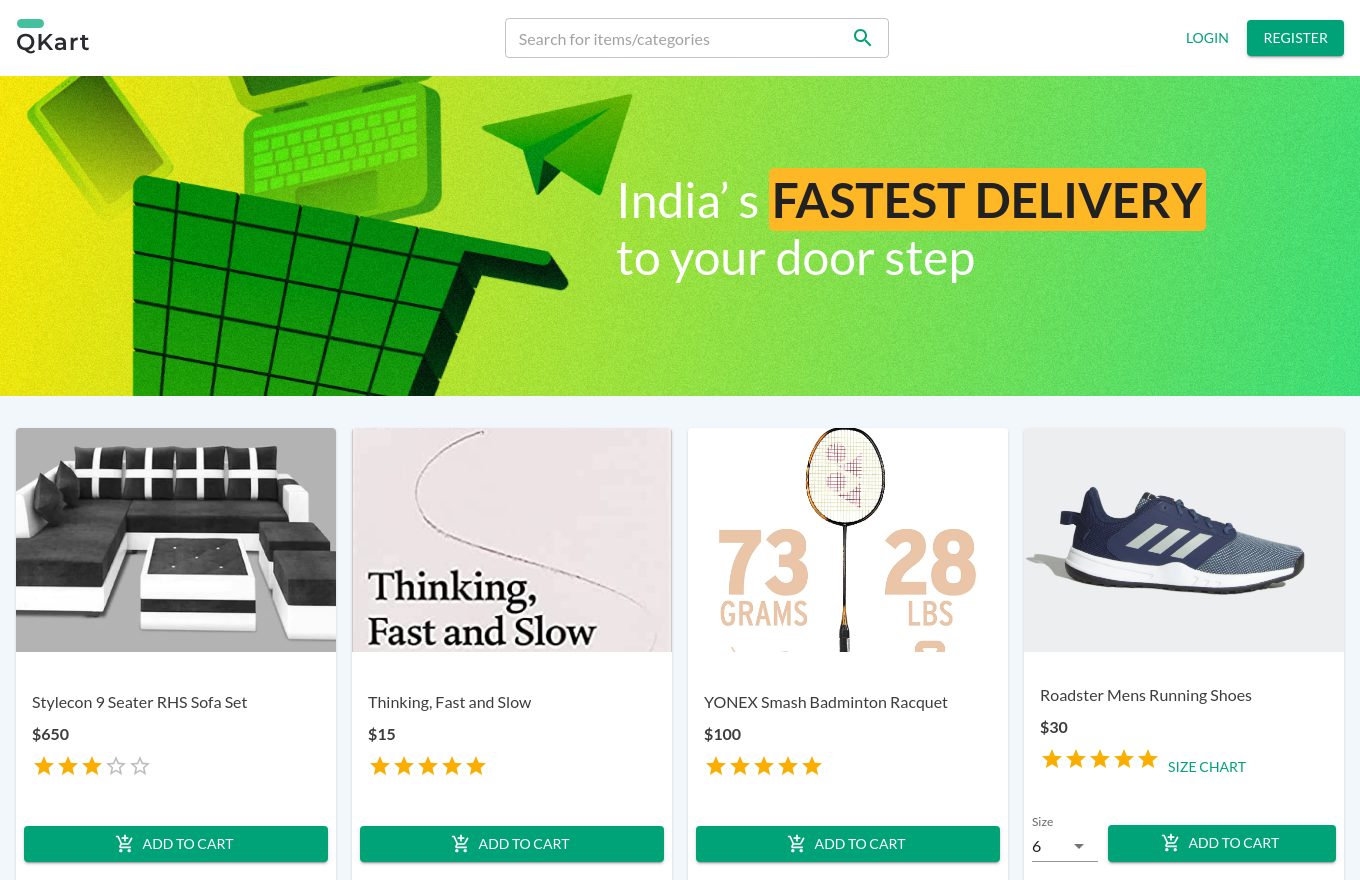 QKart
Search for items/categories
LOGIN
REGISTER
India’ s FASTEST DELIVERY
to your door step
Thinking,
Fast and Slow
73
GRAMS
28
LBS
Stylecon 9 Seater RHS Sofa Set
$650
ADD TO CART
Thinking, Fast and Slow
$15
ADD TO CART
YONEX Smash Badminton Racquet
$100
ADD TO CART
Roadster Mens Running Shoes
$30
SIZE CHART
Size
6
ADD TO CART